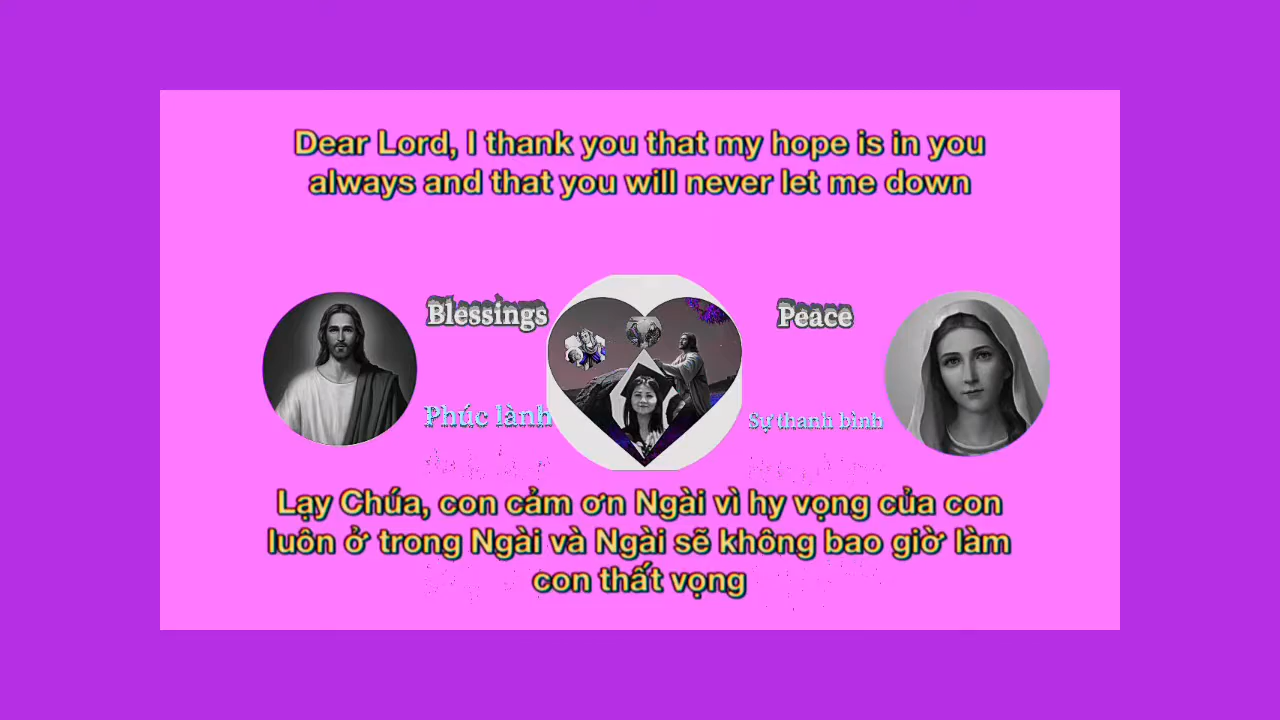 Dear Lord, I thank you that my hope is in you
always and that you will never let me down
Blessings
Peace
Phúc lành
Sự thanh bình
Lạy Chúa, con cảm ơn Ngài vì hy vọng của con
luôn ở trong Ngài và Ngài sẽ không bao giờ làm
con thất vọng